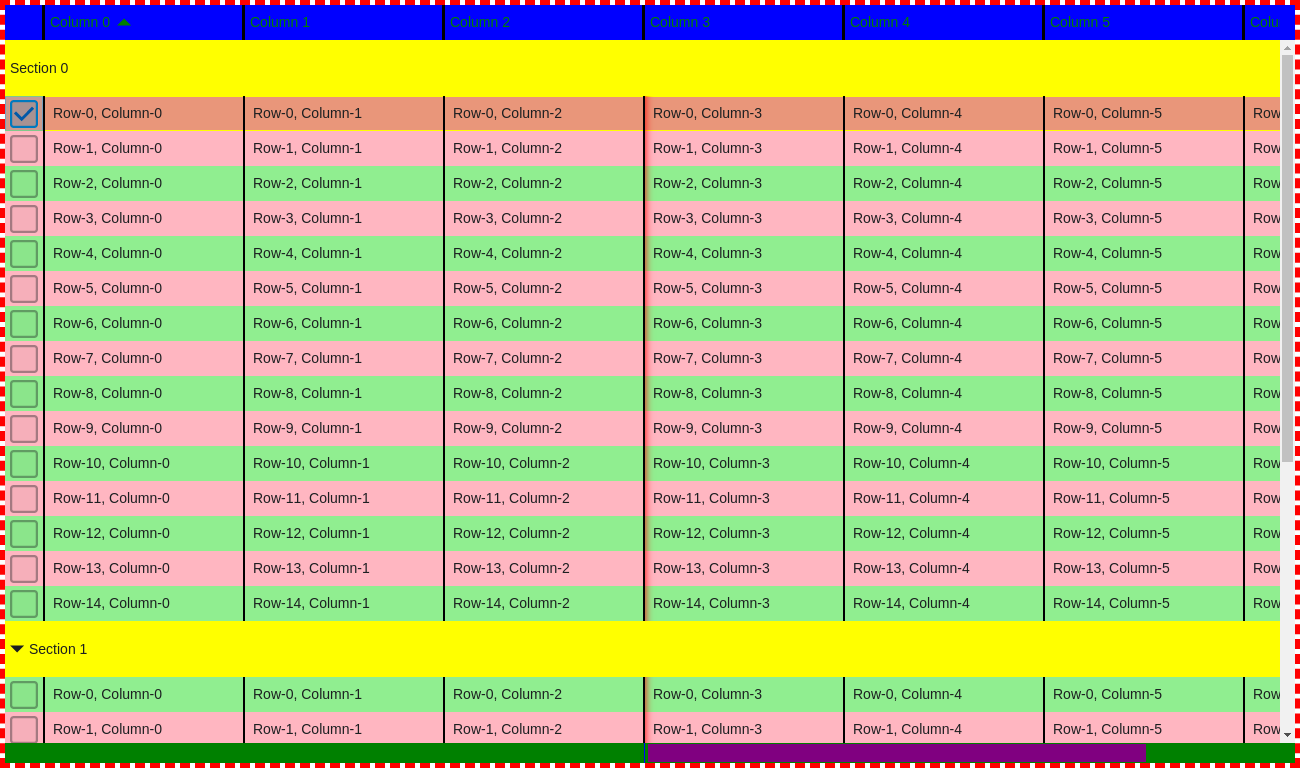 Column 0 Column 1 Column 2 Column 3 Column 4 Column 5 Colu
Section 0
Row-0, Column-0 Row-0, Column-1 Row-0, Column-2 Row-0, Column-3 Row-0, Column-4 Row-0, Column-5 Row
Row-1, Column-0 Row-1, Column-1 Row-1, Column-2 Row-1, Column-3 Row-1, Column-4 Row-1, Column-5 Row
Row-2, Column-0 Row-2, Column-1 Row-2, Column-2 Row-2, Column-3 Row-2, Column-4 Row-2, Column-5 Row
Row-3, Column-0 Row-3, Column-1 Row-3, Column-2 Row-3, Column-3 Row-3, Column-4 Row-3, Column-5 Row
Row-4, Column-0 Row-4, Column-1 Row-4, Column-2 Row-4, Column-3 Row-4, Column-4 Row-4, Column-5 Row
Row-5, Column-0 Row-5, Column-1 Row-5, Column-2 Row-5, Column-3 Row-5, Column-4 Row-5, Column-5 Row
Row-6, Column-0 Row-6, Column-1 Row-6, Column-2 Row-6, Column-3 Row-6, Column-4 Row-6, Column-5 Row
Row-7, Column-0 Row-7, Column-1 Row-7, Column-2 Row-7, Column-3 Row-7, Column-4 Row-7, Column-5 Row
Row-8, Column-0 Row-8, Column-1 Row-8, Column-2 Row-8, Column-3 Row-8, Column-4 Row-8, Column-5 Row
Row-9, Column-0 Row-9, Column-1 Row-9, Column-2 Row-9, Column-3 Row-9, Column-4 Row-9, Column-5 Row
Row-10, Column-0 Row-10, Column-1 Row-10, Column-2 Row-10, Column-3 Row-10, Column-4 Row-10, Column-5 Row
Row-11, Column-0 Row-11, Column-1 Row-11, Column-2 Row-11, Column-3 Row-11, Column-4 Row-11, Column-5 Row
Row-12, Column-0 Row-12, Column-1 Row-12, Column-2 Row-12, Column-3 Row-12, Column-4 Row-12, Column-5 Row
Row-13, Column-0 Row-13, Column-1 Row-13, Column-2 Row-13, Column-3 Row-13, Column-4 Row-13, Column-5 Row
Row-14, Column-0 Row-14, Column-1 Row-14, Column-2 Row-14, Column-3 Row-14, Column-4 Row-14, Column-5 Row
Section 1
Row-0, Column-0 Row-0, Column-1 Row-0, Column-2 Row-0, Column-3 Row-0, Column-4 Row-0, Column-5 Row
Row-1, Column-0 Row-1, Column-1 Row-1, Column-2 Row-1, Column-3 Row-1, Column-4 Row-1, Column-5 Row